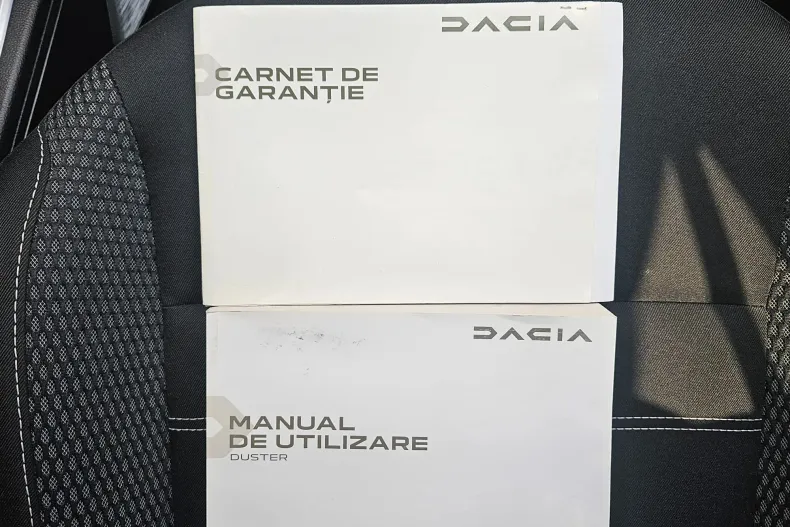 DACIA
CARNET DE
GARANȚIE
DACIA
MANUAL
DE UTILIZARE
DUSTER